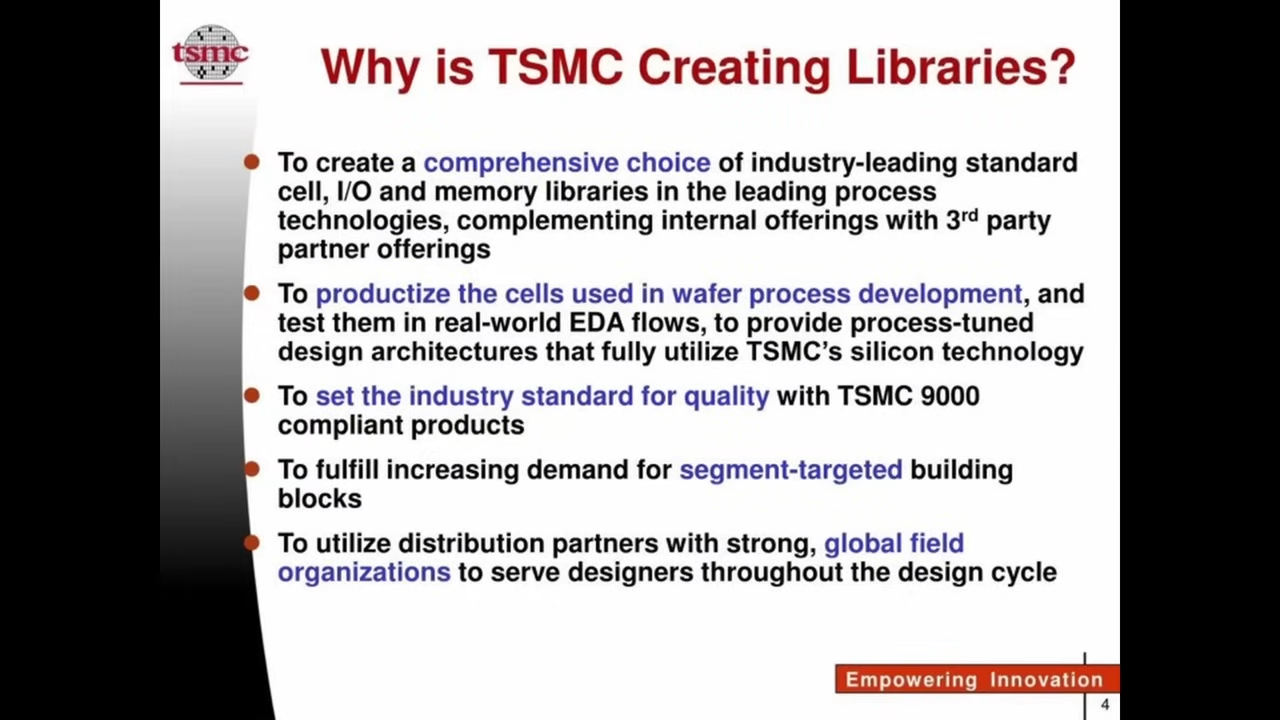 tsmc
Why is TSMC Creating Libraries?
To create a comprehensive choice of industry-leading standard
cell, I/O and memory libraries in the leading process
technologies, complementing internal offerings with 3rd party
partner offerings
To productize the cells used in wafer process development, and
test them in real-world EDA flows, to provide process-tuned
design architectures that fully utilize TSMC’s silicon technology
To set the industry standard for quality with TSMC 9000
compliant products
To fulfill increasing demand for segment-targeted building
blocks
To utilize distribution partners with strong, global field
organizations to serve designers throughout the design cycle
Empowering Innovation
4